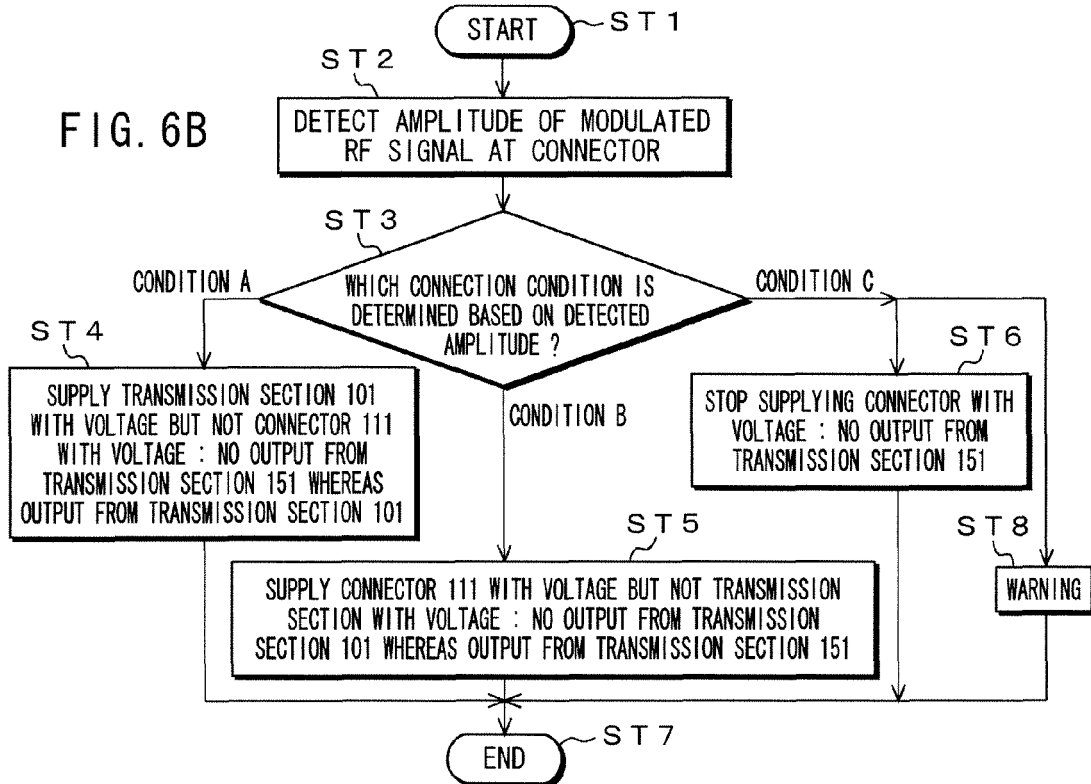 START
ST1
ST2
FIG. 6B
DETECT AMPLITUDE OF MODULATED
RF SIGNAL AT CONNECTOR
ST3
CONDITION A
WHICH CONNECTION CONDITION IS
DETERMINED BASED ON DETECTED
AMPLITUDE ?
CONDITION C
ST4
SUPPLY TRANSMISSION SECTION 101
WITH VOLTAGE BUT NOT CONNECTOR 111
WITH VOLTAGE : NO OUTPUT FROM
TRANSMISSION SECTION 151 WHEREAS
OUTPUT FROM TRANSMISSION SECTION 101
CONDITION B
ST6
STOP SUPPLYING CONNECTOR WITH
VOLTAGE : NO OUTPUT FROM
TRANSMISSION SECTION 151
ST5
SUPPLY CONNECTOR 111 WITH VOLTAGE BUT NOT TRANSMISSION
SECTION WITH VOLTAGE : NO OUTPUT FROM TRANSMISSION
SECTION 101 WHEREAS OUTPUT FROM TRANSMISSION SECTION 151
ST8
WARNING
END
ST7